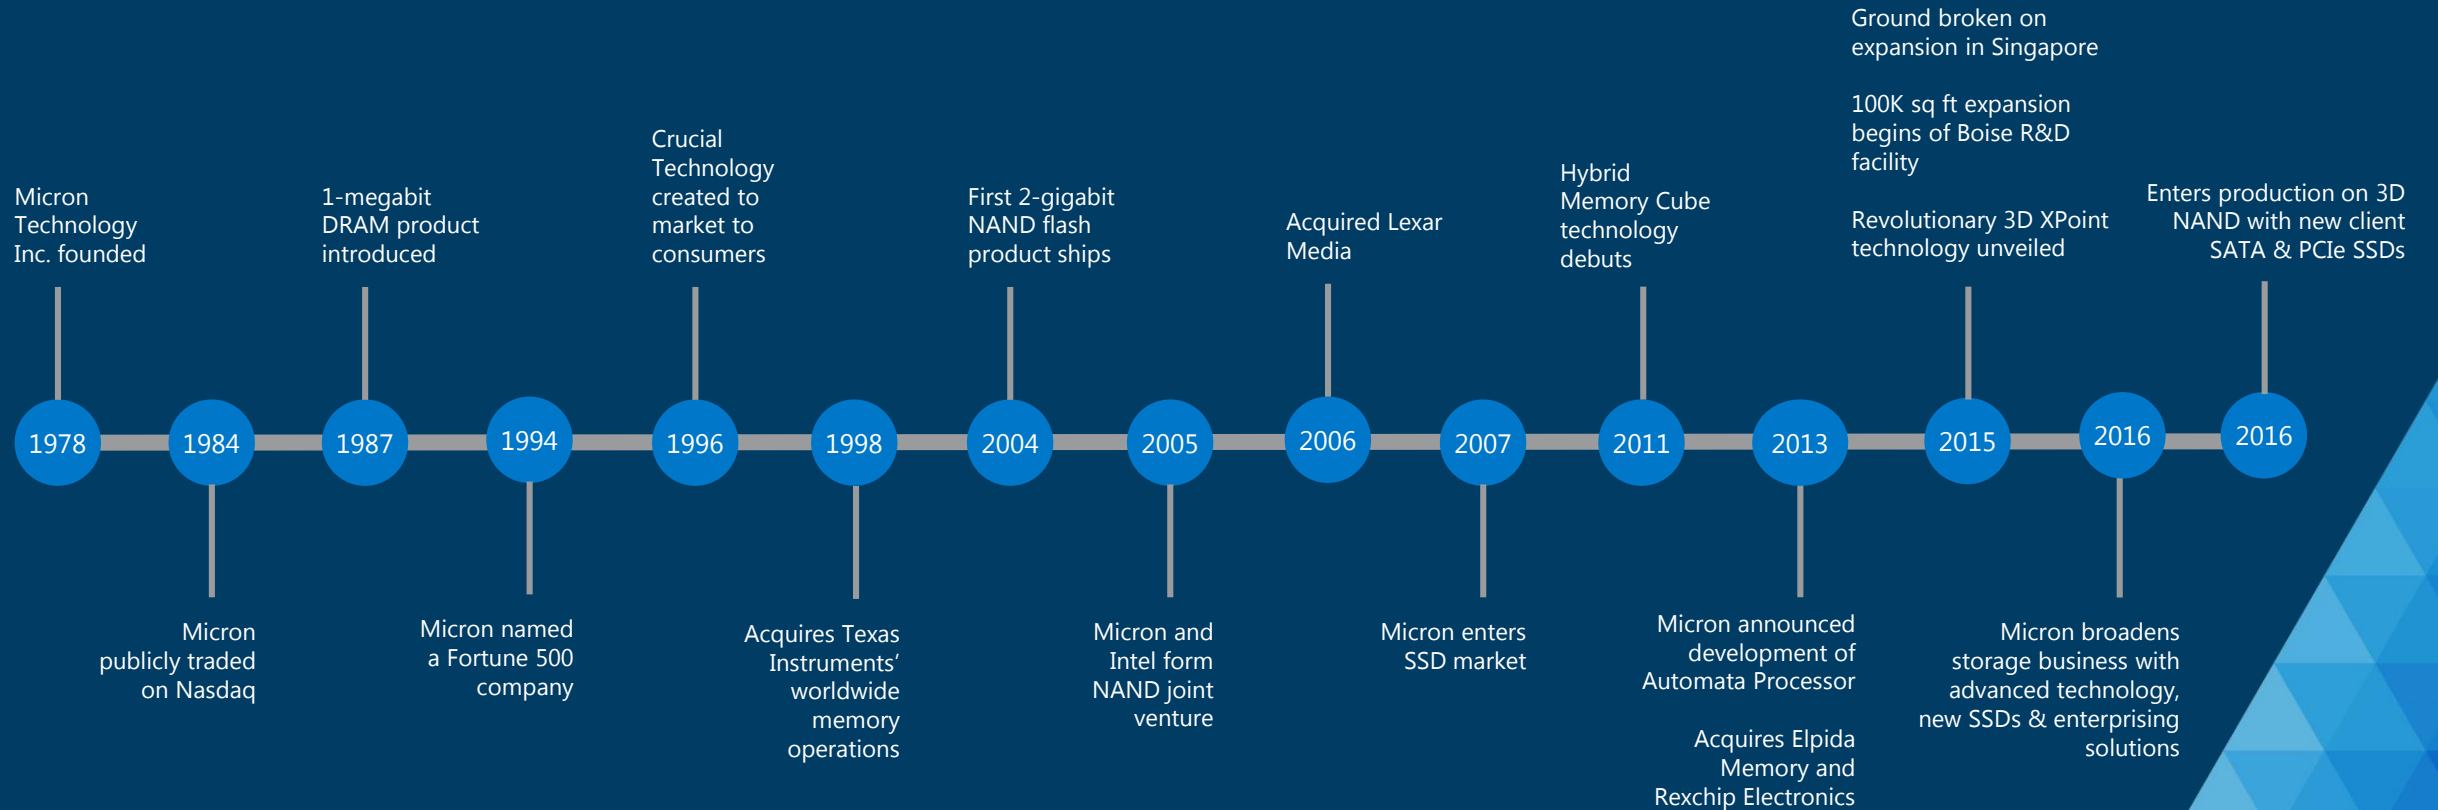 Ground broken on
expansion in Singapore
100K sq ft expansion
begins of Boise R&D
facility
Revolutionary 3D XPoint
technology unveiled
Micron
Technology
Inc. founded
1-megabit
DRAM product
introduced
Crucial
Technology
created to
market to
consumers
First 2-gigabit
NAND flash
product ships
Acquired Lexar
Media
Hybrid
Memory Cube
technology
debuts
Enters production on 3D
NAND with new client
SATA & PCIe SSDs
1978
1984
1987
1994
1996
1998
2004
2005
2006
2007
2011
2013
2015
2016
2016
Micron
publicly traded
on Nasdaq
Micron named
a Fortune 500
company
Acquires Texas
Instruments’
worldwide
memory
operations
Micron and
Intel form
NAND joint
venture
Micron enters
SSD market
Micron announced
development of
Automata Processor
Acquires Elpida
Memory and
Rexchip Electronics
Micron broadens
storage business with
advanced technology,
new SSDs & enterprising
solutions